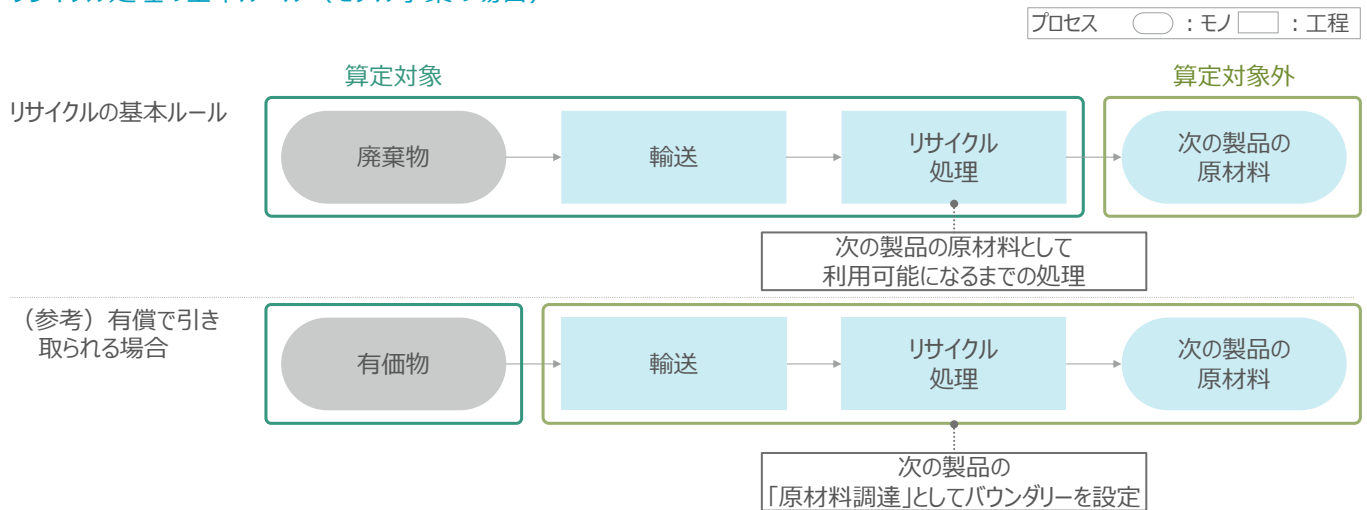 プロセス :モノ :工程
算定対象
算定対象外
リサイクルの基本ルール
廃棄物
輸送
リサイクル
処理
次の製品の
原材料
次の製品の原材料として
利用可能になるまでの処理
(参考)有償で引き
取られる場合
有価物
輸送
リサイクル
処理
次の製品の
原材料
次の製品の
「原材料調達」としてバウンダリーを設定